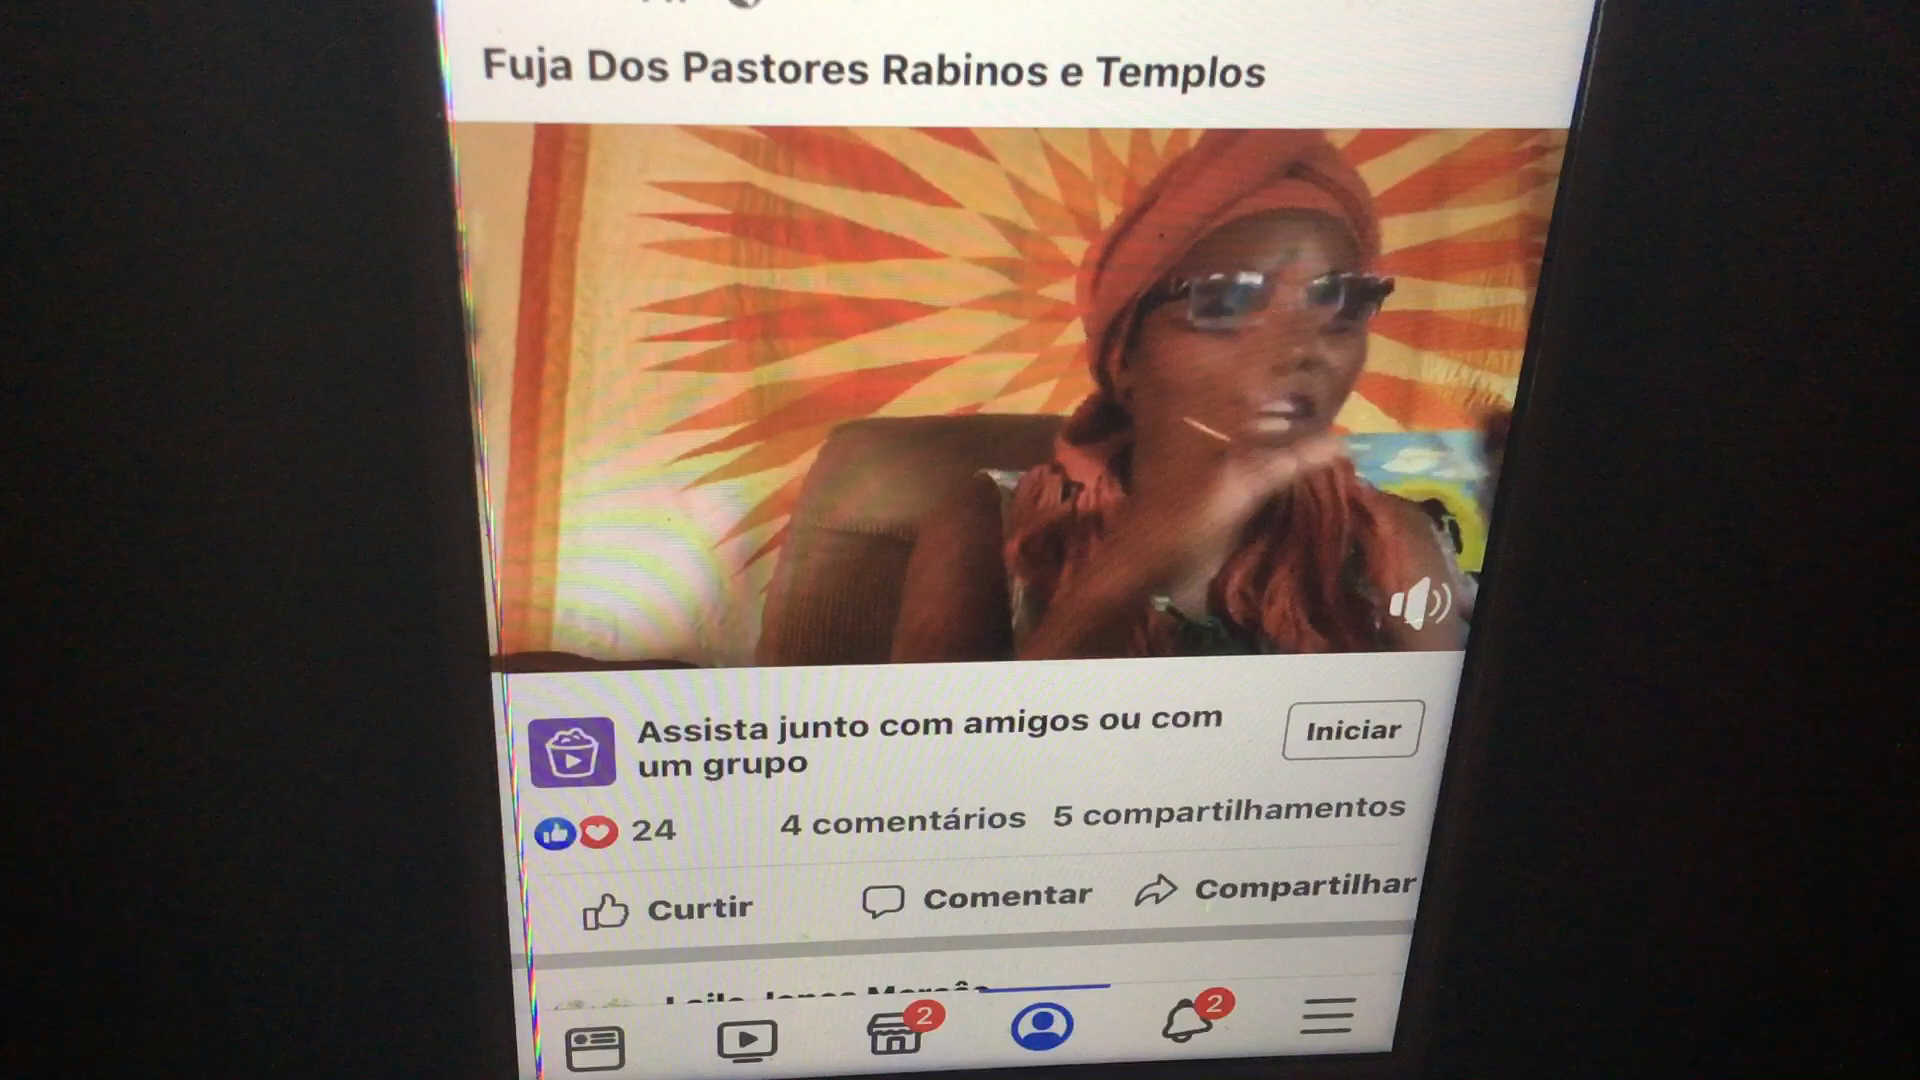 Fuja Dos Pastores Rabinos e Templos
Assista junto com amigos ou com
um grupo
Iniciar
24
4 comentários
5 compartilhamentos
Curtir
Comentar
Compartilhar
2
2